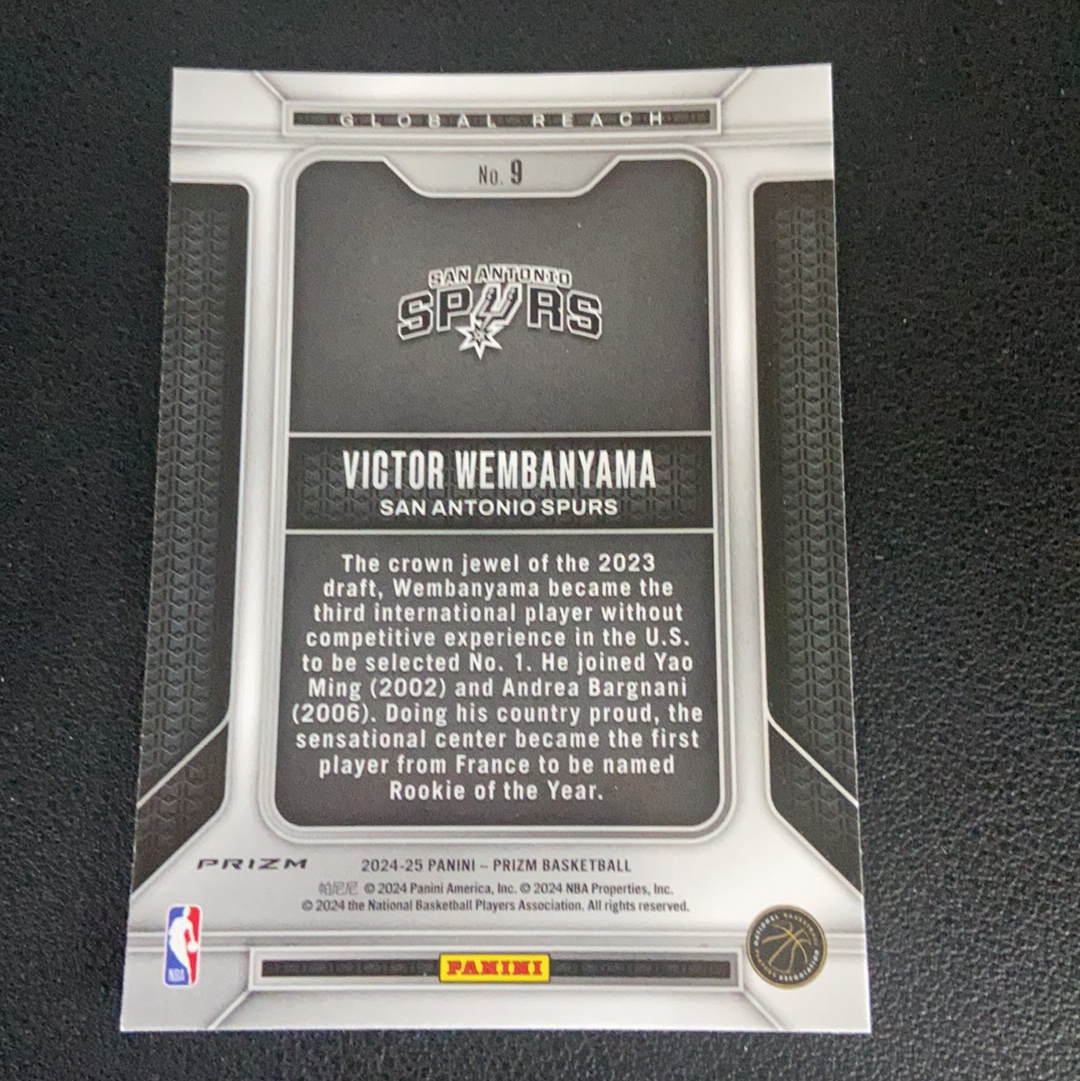 GLOBAL REACH
No. 9
SAN ANTONIO
SPURS
VICTOR WEMBANYAMA
SAN ANTONIO SPURS
The crown jewel of the 2023
draft, Wembanyama became the
third international player without
competitive experience in the U.S.
to be selected No. 1. He joined Yao
Ming (2002) and Andrea Bargnani
(2006). Doing his country proud, the
sensational center became the first
player from France to be named
Rookie of the Year.
PRIZM
2024-25 PANINI – PRIZM BASKETBALL
帕尼尼 © 2024 Panini America, Inc. © 2024 NBA Properties, Inc.
© 2024 the National Basketball Players Association. All rights reserved.
NBA
PANINI
NATIONAL BASKETBALL
PLAYERS ASSOCIATION